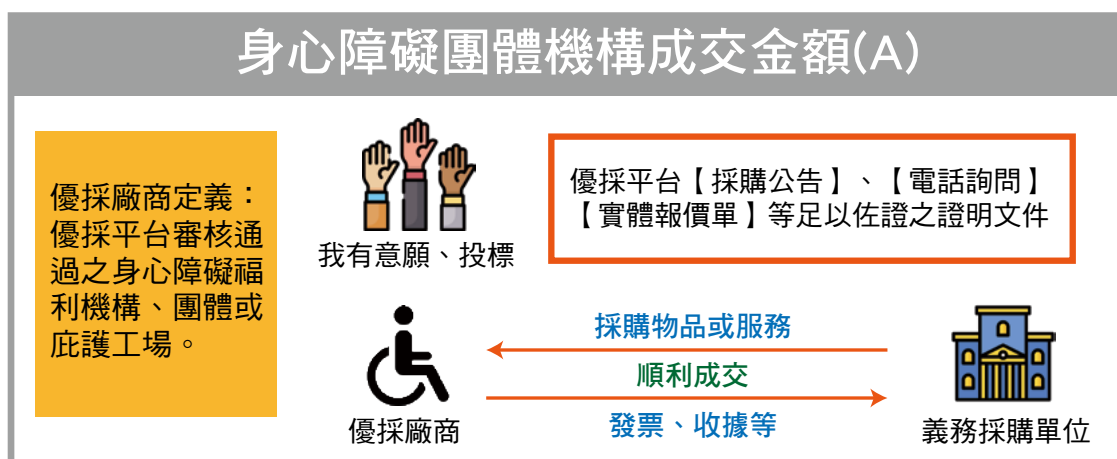 身心障礙團體機構成交金額(A)
優採廠商定義：
優採平台審核通
過之身心障礙福
利機構、團體或
庇護工場。
我有意願、投標
優採平台【採購公告】、【電話詢問】
【實體報價單】等足以佐證之證明文件
採購物品或服務
順利成交
發票、收據等
優採廠商
義務採購單位